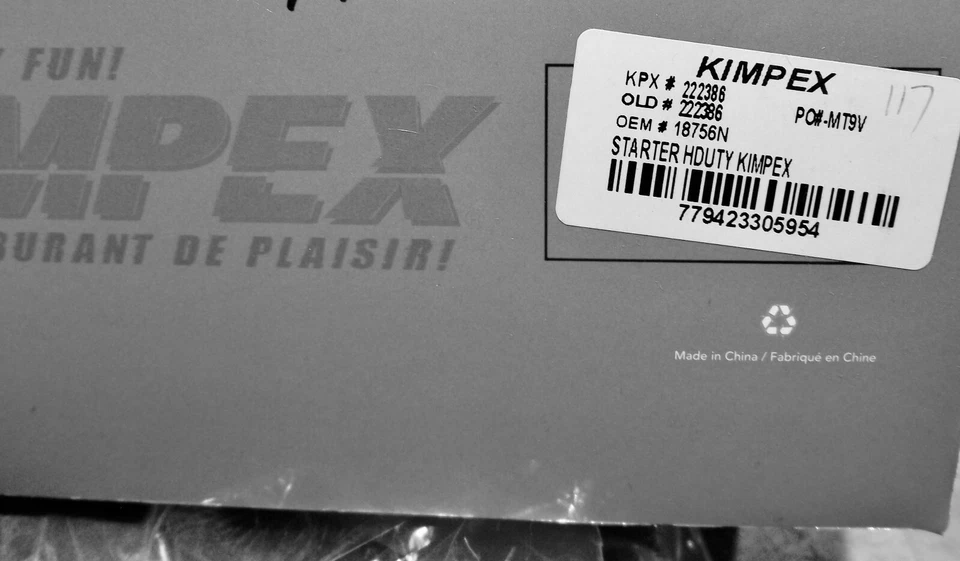 FUN!
KIMPEX
KPX # 222386
OLD # 222386
PO#-MT9V
117
OEM # 18756N
STARTER HDUTY KIMPEX
779423305954
MPEX
DE PLAISIR!
Made in China / Fabriqué en Chine